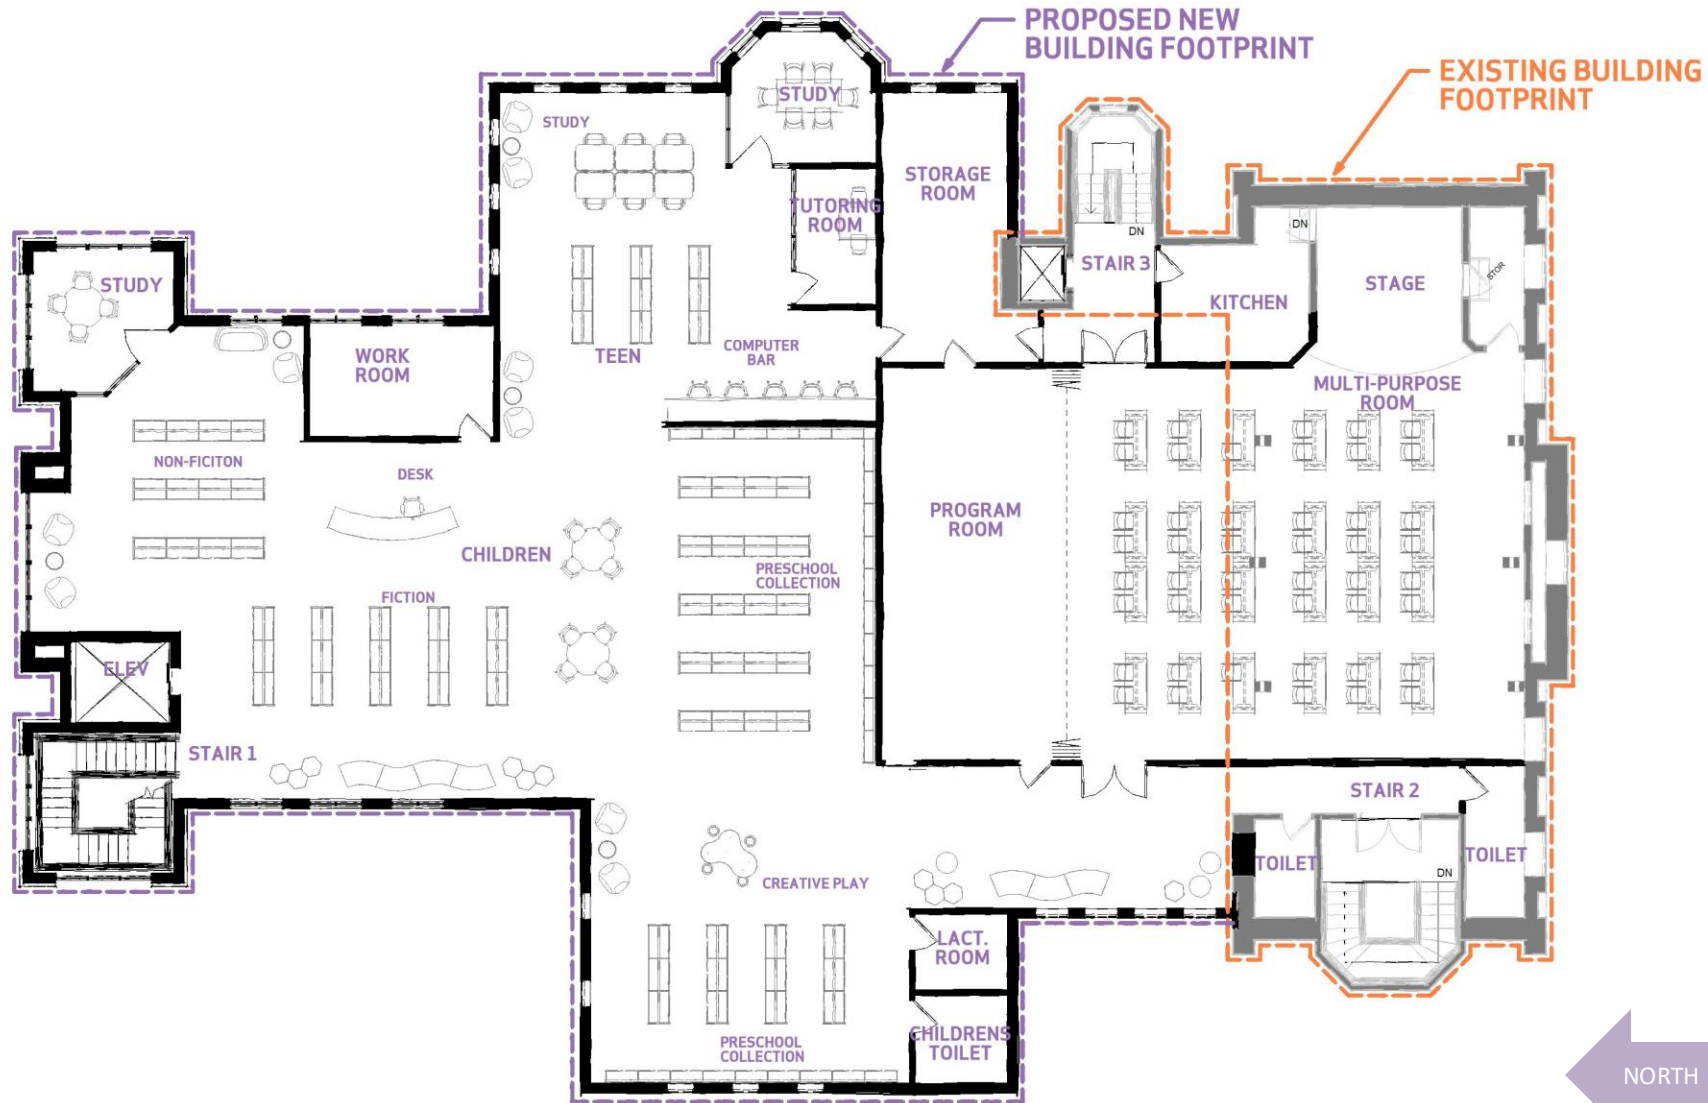 PROPOSED NEW
BUILDING FOOTPRINT
EXISTING BUILDING
FOOTPRINT
STUDY
STUDY
STORAGE
ROOM
TUTORING
ROOM
DN
DN
STAIR 3
STOR
STUDY
STAGE
KITCHEN
WORK
ROOM
TEEN
COMPUTER
BAR
MULTI-PURPOSE
ROOM
NON-FICITON
DESK
PROGRAM
ROOM
CHILDREN
PRESCHOOL
COLLECTION
FICTION
ELEV
STAIR 1
STAIR 2
TOILET
TOILET
DN
CREATIVE PLAY
LACT.
ROOM
CHILDRENS
TOILET
PRESCHOOL
COLLECTION
NORTH